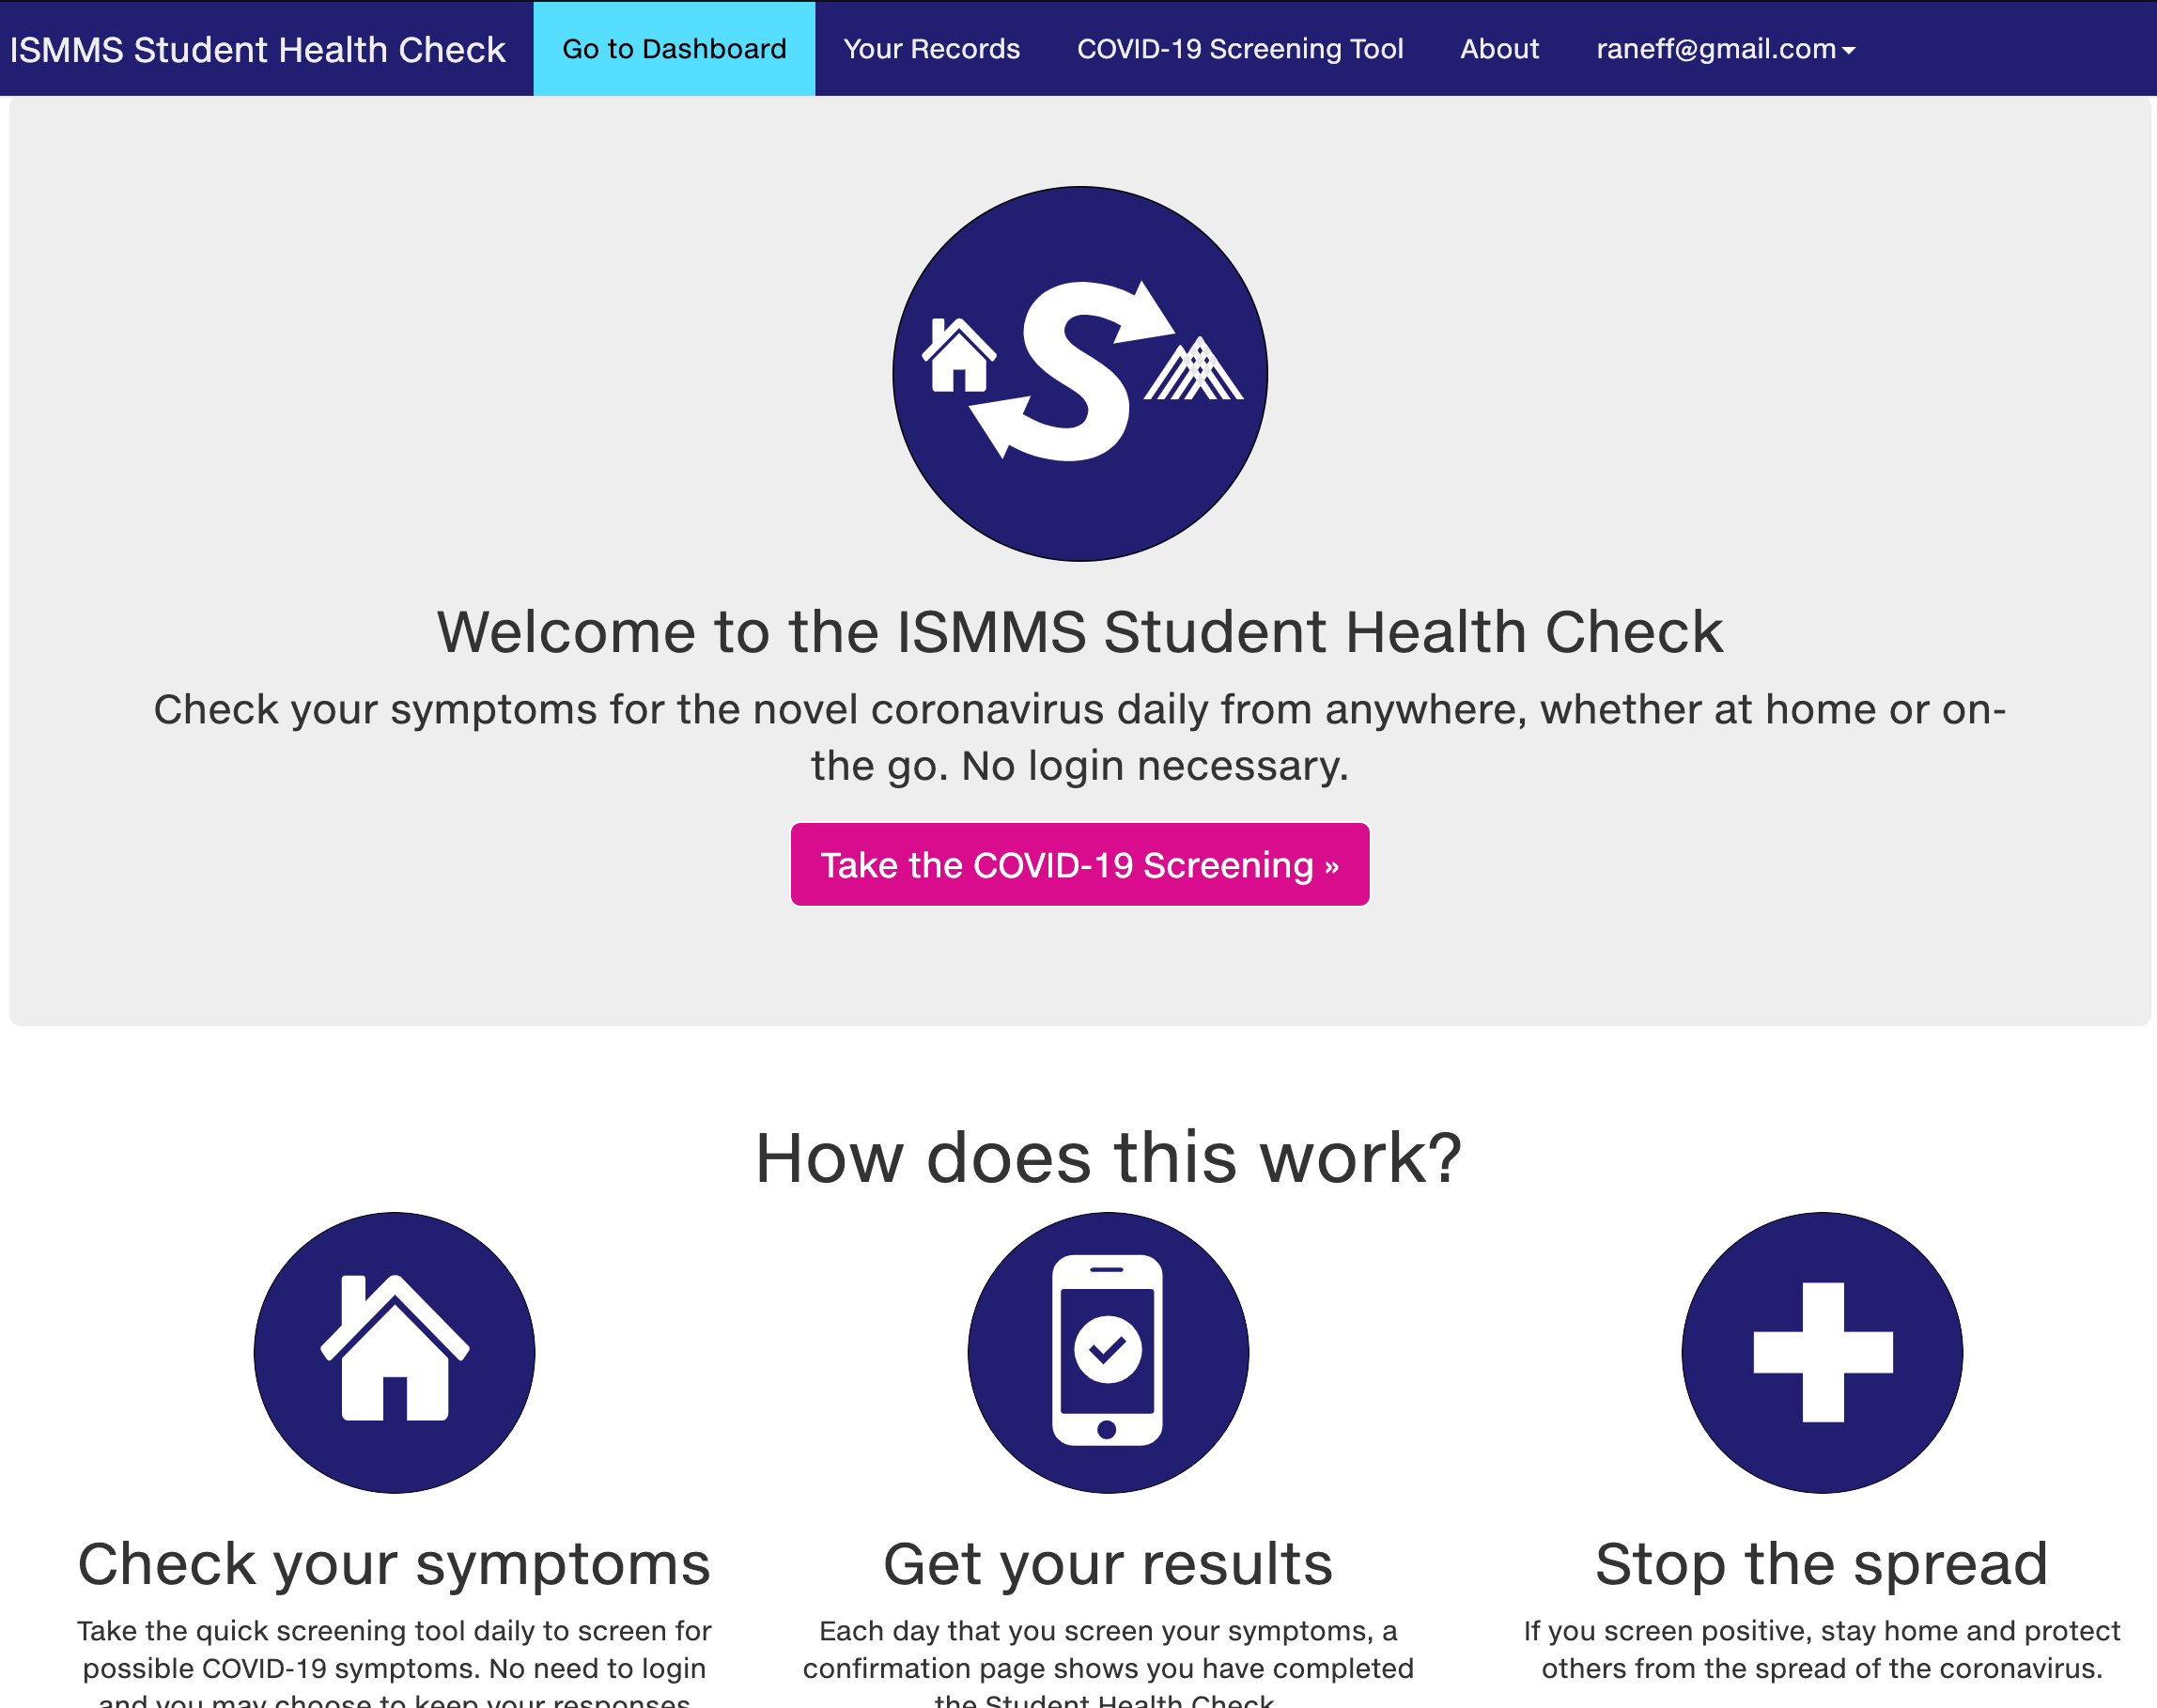 ISMMS Student Health Check
Go to Dashboard
Your Records
COVID-19 Screening Tool
About
raneff@gmail.com
Welcome to the ISMMS Student Health Check
Check your symptoms for the novel coronavirus daily from anywhere, whether at home or on-
the go. No login necessary.
Take the COVID-19 Screening »
How does this work?
Check your symptoms
Take the quick screening tool daily to screen for
possible COVID-19 symptoms. No need to login
and you may choose to keep your responses
Get your results
Each day that you screen your symptoms, a
confirmation page shows you have completed
the Student Health Check.
Stop the spread
If you screen positive, stay home and protect
others from the spread of the coronavirus.